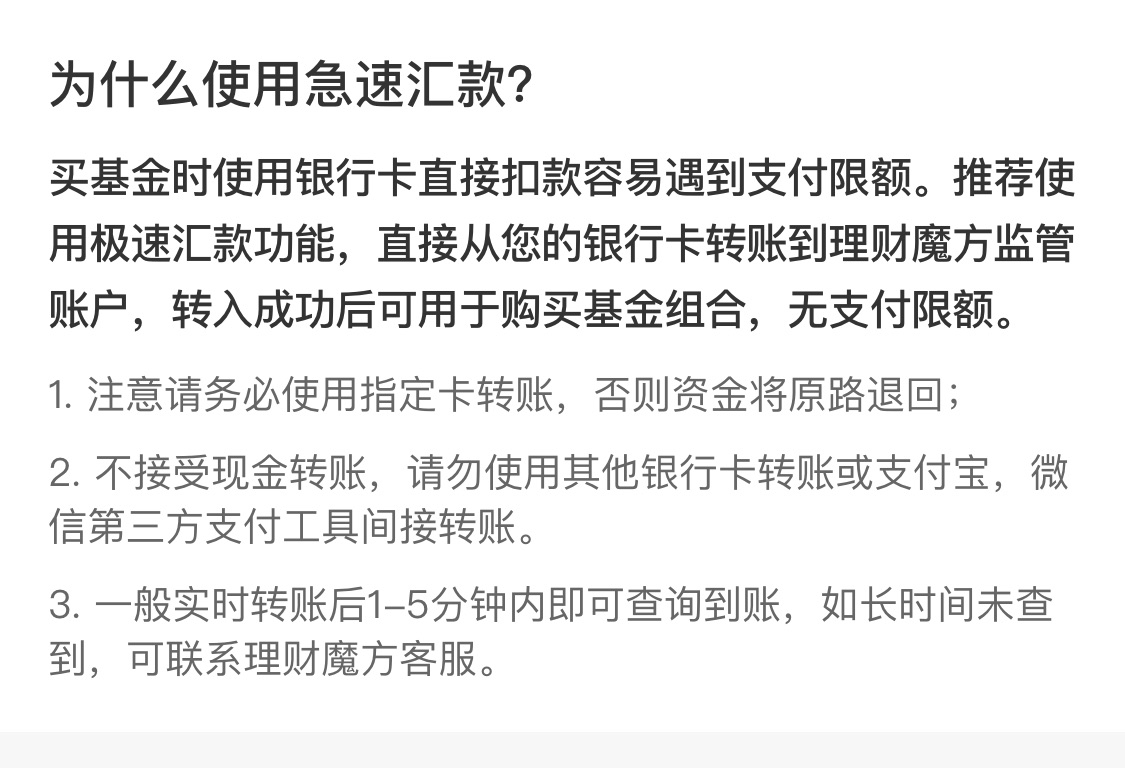 为什么使用急速汇款？
买基金时使用银行卡直接扣款容易遇到支付限额。推荐使
用极速汇款功能，直接从您的银行卡转账到理财魔方监管
账户，转入成功后可用于购买基金组合，无支付限额。
1. 注意请务必使用指定卡转账，否则资金将原路退回；
2. 不接受现金转账，请勿使用其他银行卡转账或支付宝，微
信第三方支付工具间接转账。
3. 一般实时转账后1-5分钟内即可查询到账，如长时间未查
到，可联系理财魔方客服。